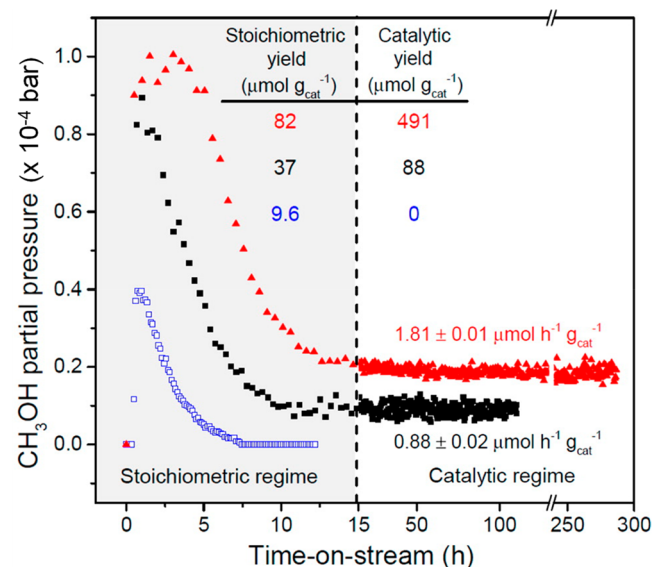 Stoichiometric Catalytic
yield yield
(μmol g_cat⁻¹) (μmol g_cat⁻¹)
82 491
37 88
9.6 0
1.81 ± 0.01 μmol h⁻¹ g_cat⁻¹
0.88 ± 0.02 μmol h⁻¹ g_cat⁻¹
Stoichiometric regime Catalytic regime
CH₃OH partial pressure (x 10⁻⁴ bar)
1.0
0.8
0.6
0.4
0.2
0.0
0 5 10 15 50 100 250 300
Time-on-stream (h)